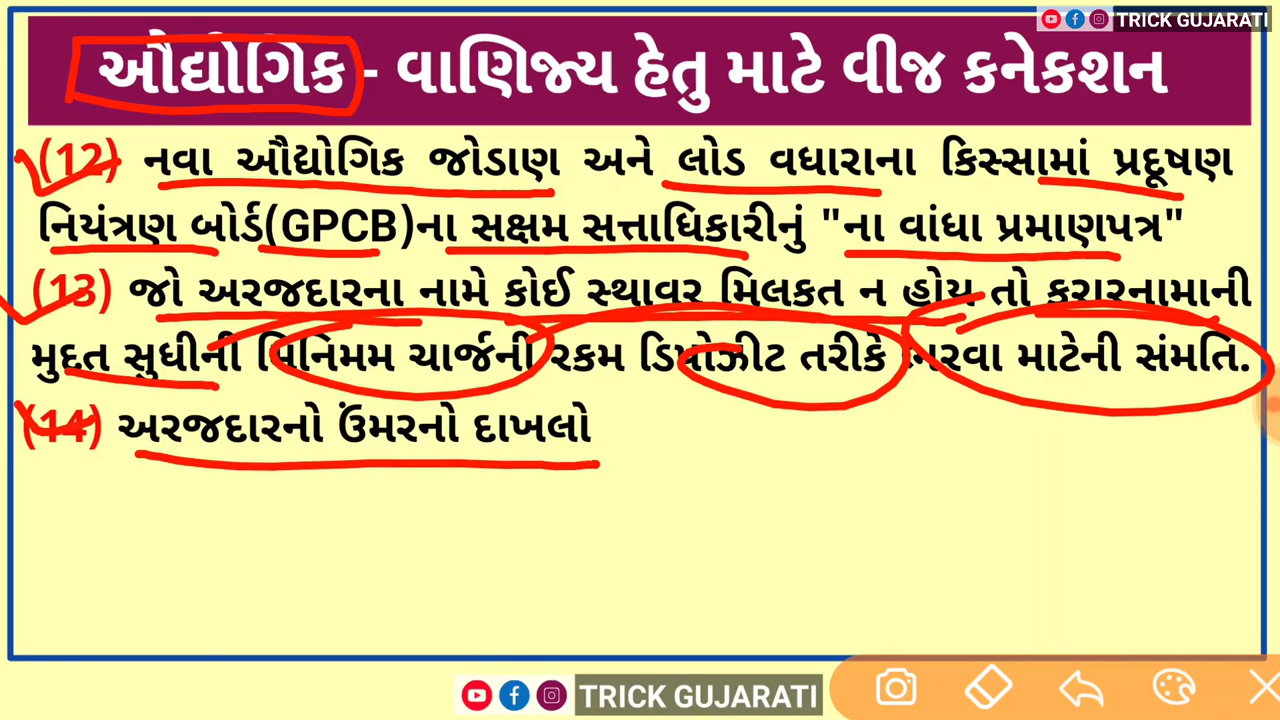 TRICK GUJARATI
ઔદ્યોગિક - વાણિજ્ય હેતુ માટે વીજ કનેકશન
(12) નવા ઔદ્યોગિક જોડાણ અને લોડ વધારાના કિસ્સામાં પ્રદૂષણ
નિયંત્રણ બોર્ડ(GPCB)ના સક્ષમ સત્તાધિકારીનું "ના વાંધા પ્રમાણપત્ર"
(13) જો અરજદારના નામે કોઈ સ્થાવર મિલકત ન હોય તો કરારનામાની
મુદ્દત સુધીની મિનિમમ ચાર્જની રકમ ડિપોઝીટ તરીકે ભરવા માટેની સંમતિ.
(14) અરજદારનો ઉંમરનો દાખલો
TRICK GUJARATI